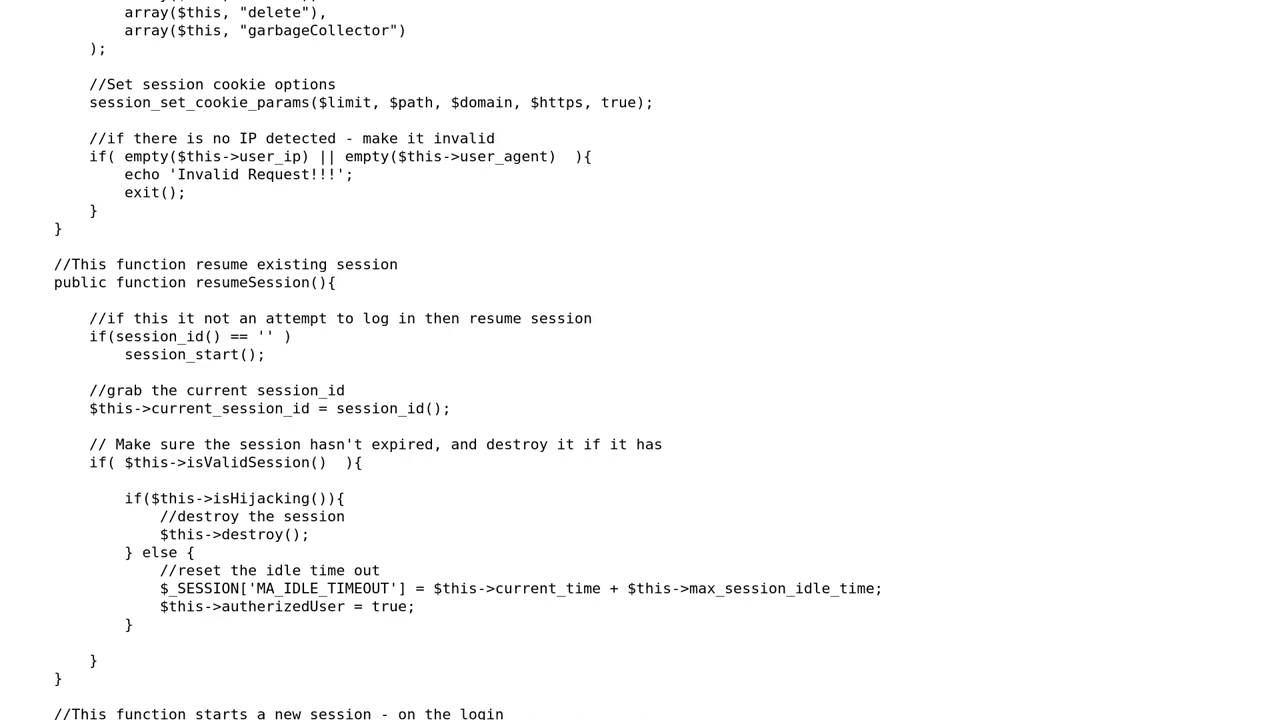 array($this, "delete"),
array($this, "garbageCollector")
);
//Set session cookie options
session_set_cookie_params($limit, $path, $domain, $https, true);
//if there is no IP detected - make it invalid
if( empty($this->user_ip) || empty($this->user_agent)  ){
echo 'Invalid Request!!!';
exit();
}
}
//This function resume existing session
public function resumeSession(){
//if this it not an attempt to log in then resume session
if(session_id() == '' )
session_start();
//grab the current session_id
$this->current_session_id = session_id();
// Make sure the session hasn't expired, and destroy it if it has
if( $this->isValidSession()  ){
if($this->isHijacking()){
//destroy the session
$this->destroy();
} else {
//reset the idle time out
$_SESSION['MA_IDLE_TIMEOUT'] = $this->current_time + $this->max_session_idle_time;
$this->autherizedUser = true;
}
}
}
//This function starts a new session - on the login